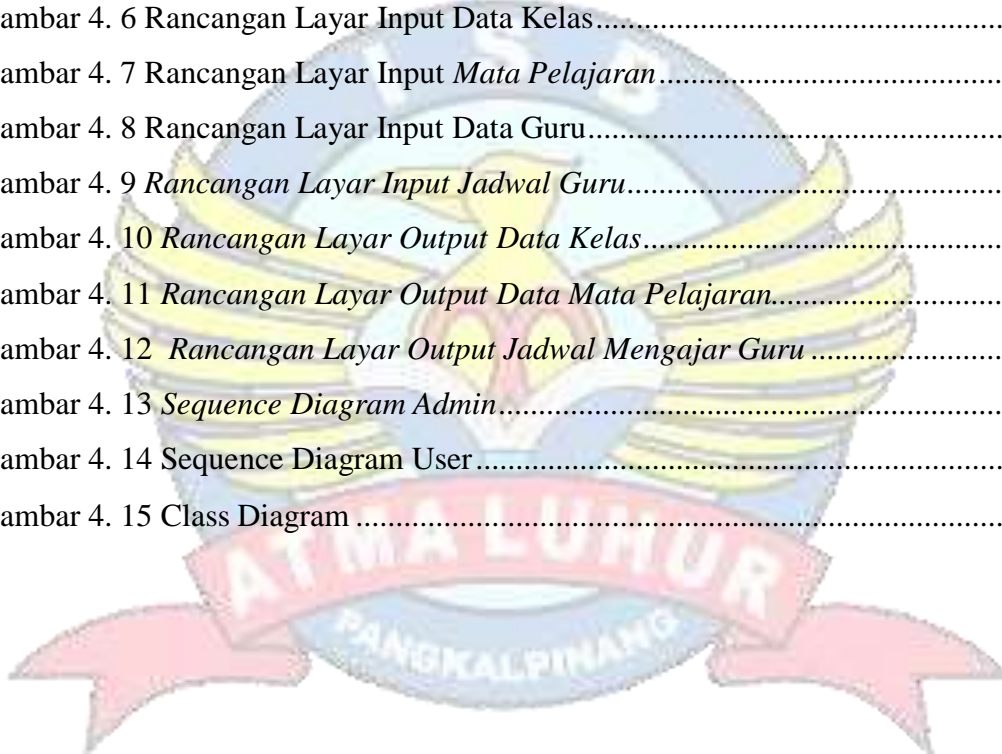 I S B
ambar 4. 6 Rancangan Layar Input Data Kelas
ambar 4. 7 Rancangan Layar Input Mata Pelajaran
ambar 4. 8 Rancangan Layar Input Data Guru
ambar 4. 9 Rancangan Layar Input Jadwal Guru
ambar 4. 10 Rancangan Layar Output Data Kelas
ambar 4. 11 Rancangan Layar Output Data Mata Pelajaran
ambar 4. 12 Rancangan Layar Output Jadwal Mengajar Guru
ambar 4. 13 Sequence Diagram Admin
ambar 4. 14 Sequence Diagram User
ambar 4. 15 Class Diagram
ATMA LUHUR
PANGKALPINANG